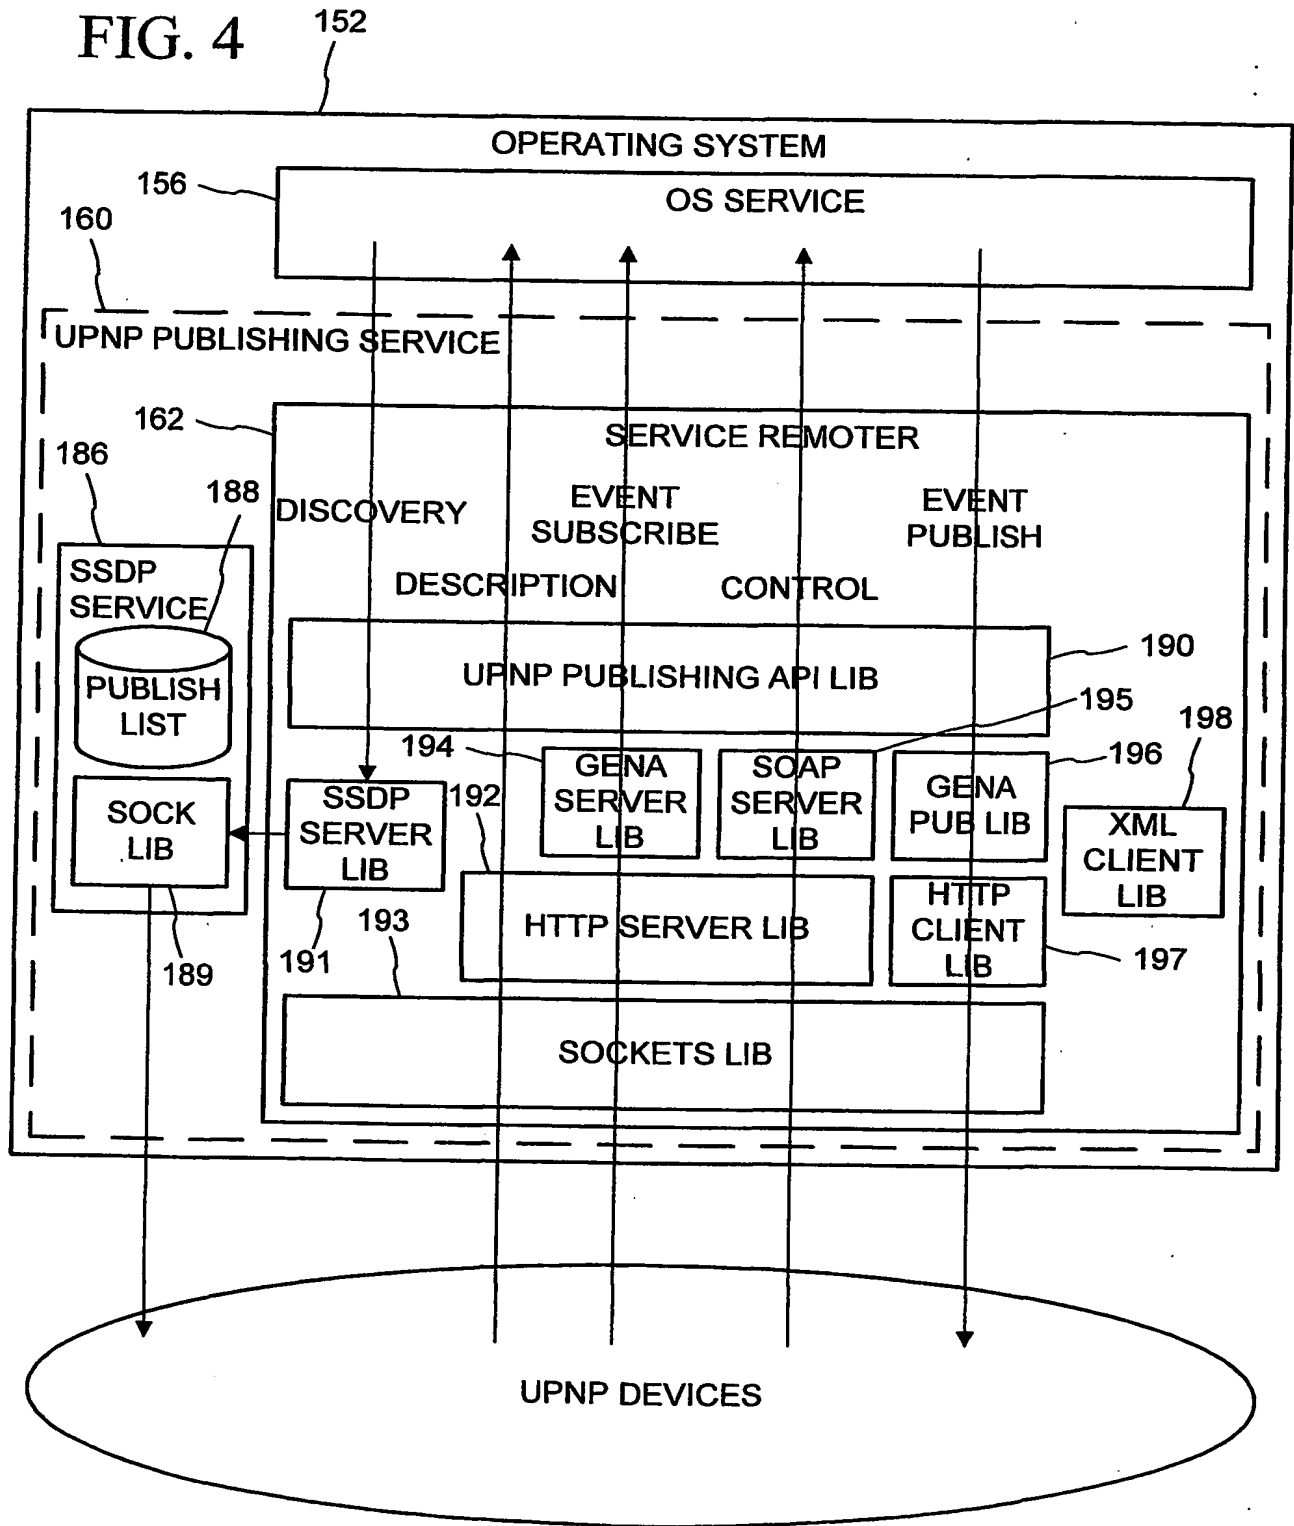 FIG. 4
152
OPERATING SYSTEM
156
OS SERVICE
160
UPNP PUBLISHING SERVICE
162
SERVICE REMOTER
186
188
DISCOVERY
EVENT
SUBSCRIBE
EVENT
PUBLISH
DESCRIPTION
CONTROL
SSDP
SERVICE
PUBLISH
LIST
UPNP PUBLISHING API LIB
190
195
198
194
196
GENA
SERVER
LIB
SOAP
SERVER
LIB
GENA
PUB LIB
192
SOCK
LIB
SSDP
SERVER
LIB
XML
CLIENT
LIB
HTTP SERVER LIB
HTTP
CLIENT
LIB
193
189
191
197
SOCKETS LIB
UPNP DEVICES